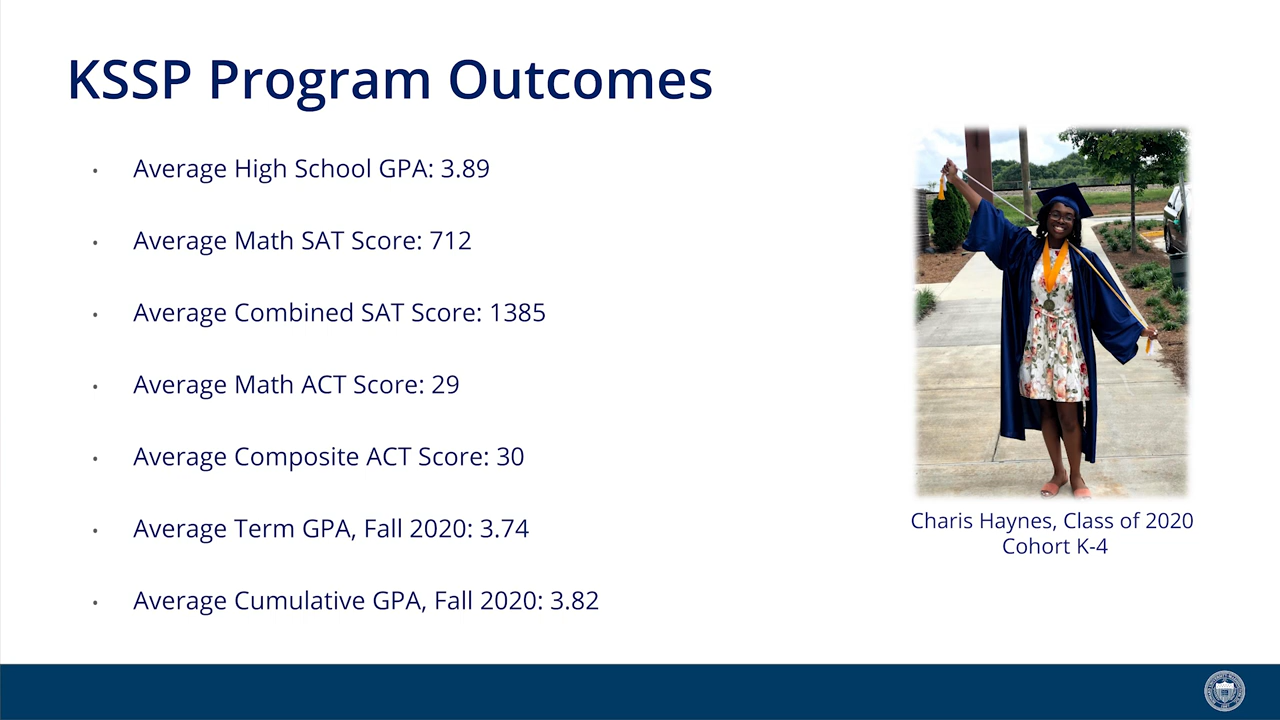 KSSP Program Outcomes
• Average High School GPA: 3.89
• Average Math SAT Score: 712
• Average Combined SAT Score: 1385
• Average Math ACT Score: 29
• Average Composite ACT Score: 30
• Average Term GPA, Fall 2020: 3.74
• Average Cumulative GPA, Fall 2020: 3.82
Charis Haynes, Class of 2020
Cohort K-4